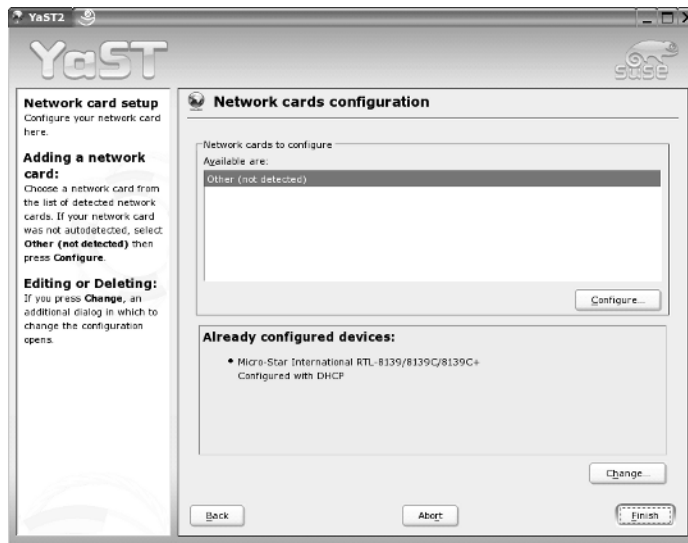 YaST2
YaST
SUSE
Network card setup
Configure your network card
here.
Adding a network
card:
Choose a network card from
the list of detected network
cards. If your network card
was not autodetected, select
Other (not detected) then
press Configure.
Editing or Deleting:
If you press Change, an
additional dialog in which to
change the configuration
opens.
Network cards configuration
Network cards to configure
Available are:
Other (not detected)
Configure...
Already configured devices:
• Micro-Star International RTL-8139/8139C/8139C+
Configured with DHCP
Change...
Back
Abort
Finish